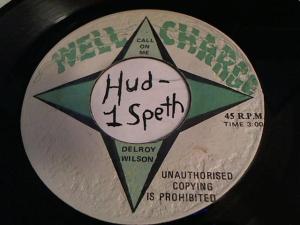 WELL CHARGE
CALL
ON
ME
Hud-
1 Speth
45 R.P.M.
TIME 3:00
DELROY
WILSON
UNAUTHORISED
COPYING
IS PROHIBITED